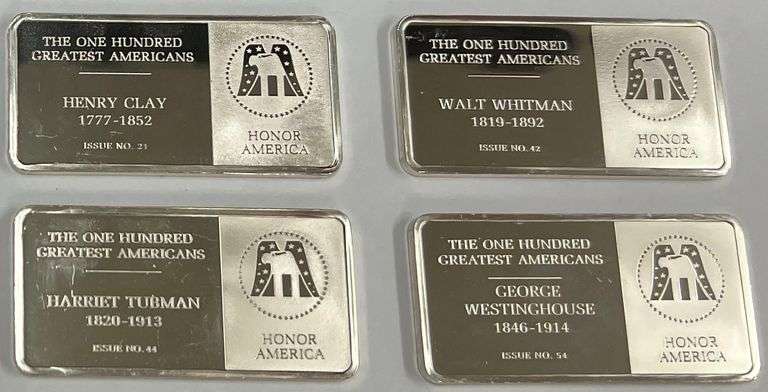 THE ONE HUNDRED
GREATEST AMERICANS
HENRY CLAY
1777-1852
ISSUE NO. 21
HONOR
AMERICA
THE ONE HUNDRED
GREATEST AMERICANS
WALT WHITMAN
1819-1892
ISSUE NO. 42
HONOR
AMERICA
THE ONE HUNDRED
GREATEST AMERICANS
HARRIET TUBMAN
1820-1913
ISSUE NO. 44
HONOR
AMERICA
THE ONE HUNDRED
GREATEST AMERICANS
GEORGE
WESTINGHOUSE
1846-1914
ISSUE NO. 54
HONOR
AMERICA